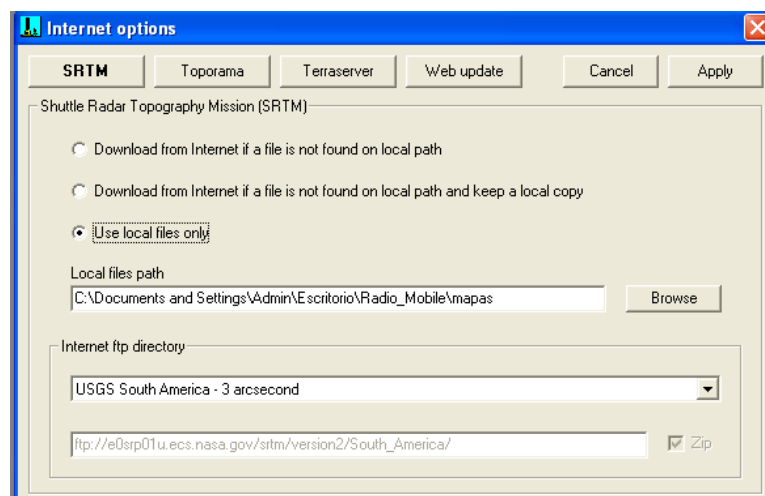 Internet options
SRTM Toporama Terraserver Web update Cancel Apply
Shuttle Radar Topography Mission (SRTM)
Download from Internet if a file is not found on local path
Download from Internet if a file is not found on local path and keep a local copy
Use local files only
Local files path
C:\Documents and Settings\Admin\Escritorio\Radio_Mobile\mapas Browse
Internet ftp directory
USGS South America - 3 arcsecond
ftp://e0srp01u.ecs.nasa.gov/srtm/version2/South_America/ Zip